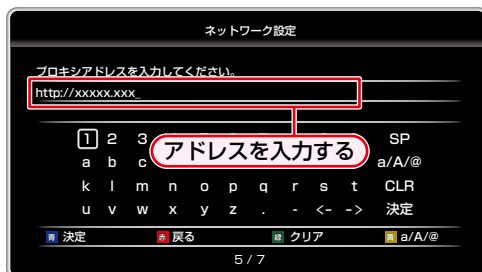 ネットワーク設定
プロキシアドレスを入力してください。
http://xxxxx.xxx_
アドレスを入力する
1 2 3 SP
a b c a/A/@
k l m n o p q r s t CLR
u v w x y z . - <- -> 決定
青 決定 赤 戻る 緑 クリア 黄 a/A/@
5 / 7